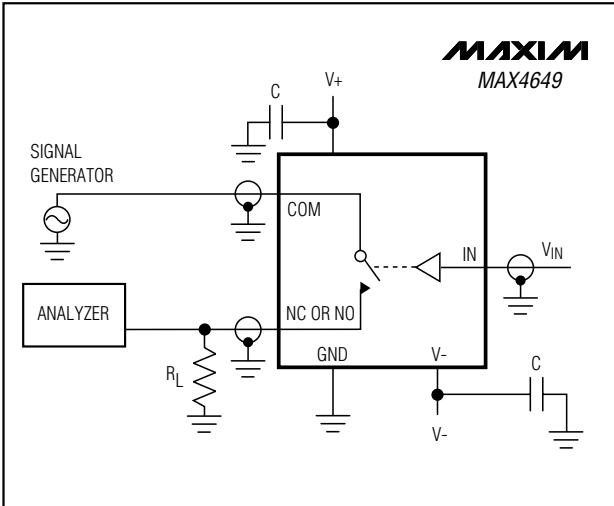 MAXIM
MAX4649
V+
C
SIGNAL
GENERATOR
COM
IN
VIN
ANALYZER
NC OR NO
GND
V-
C
RL
V-